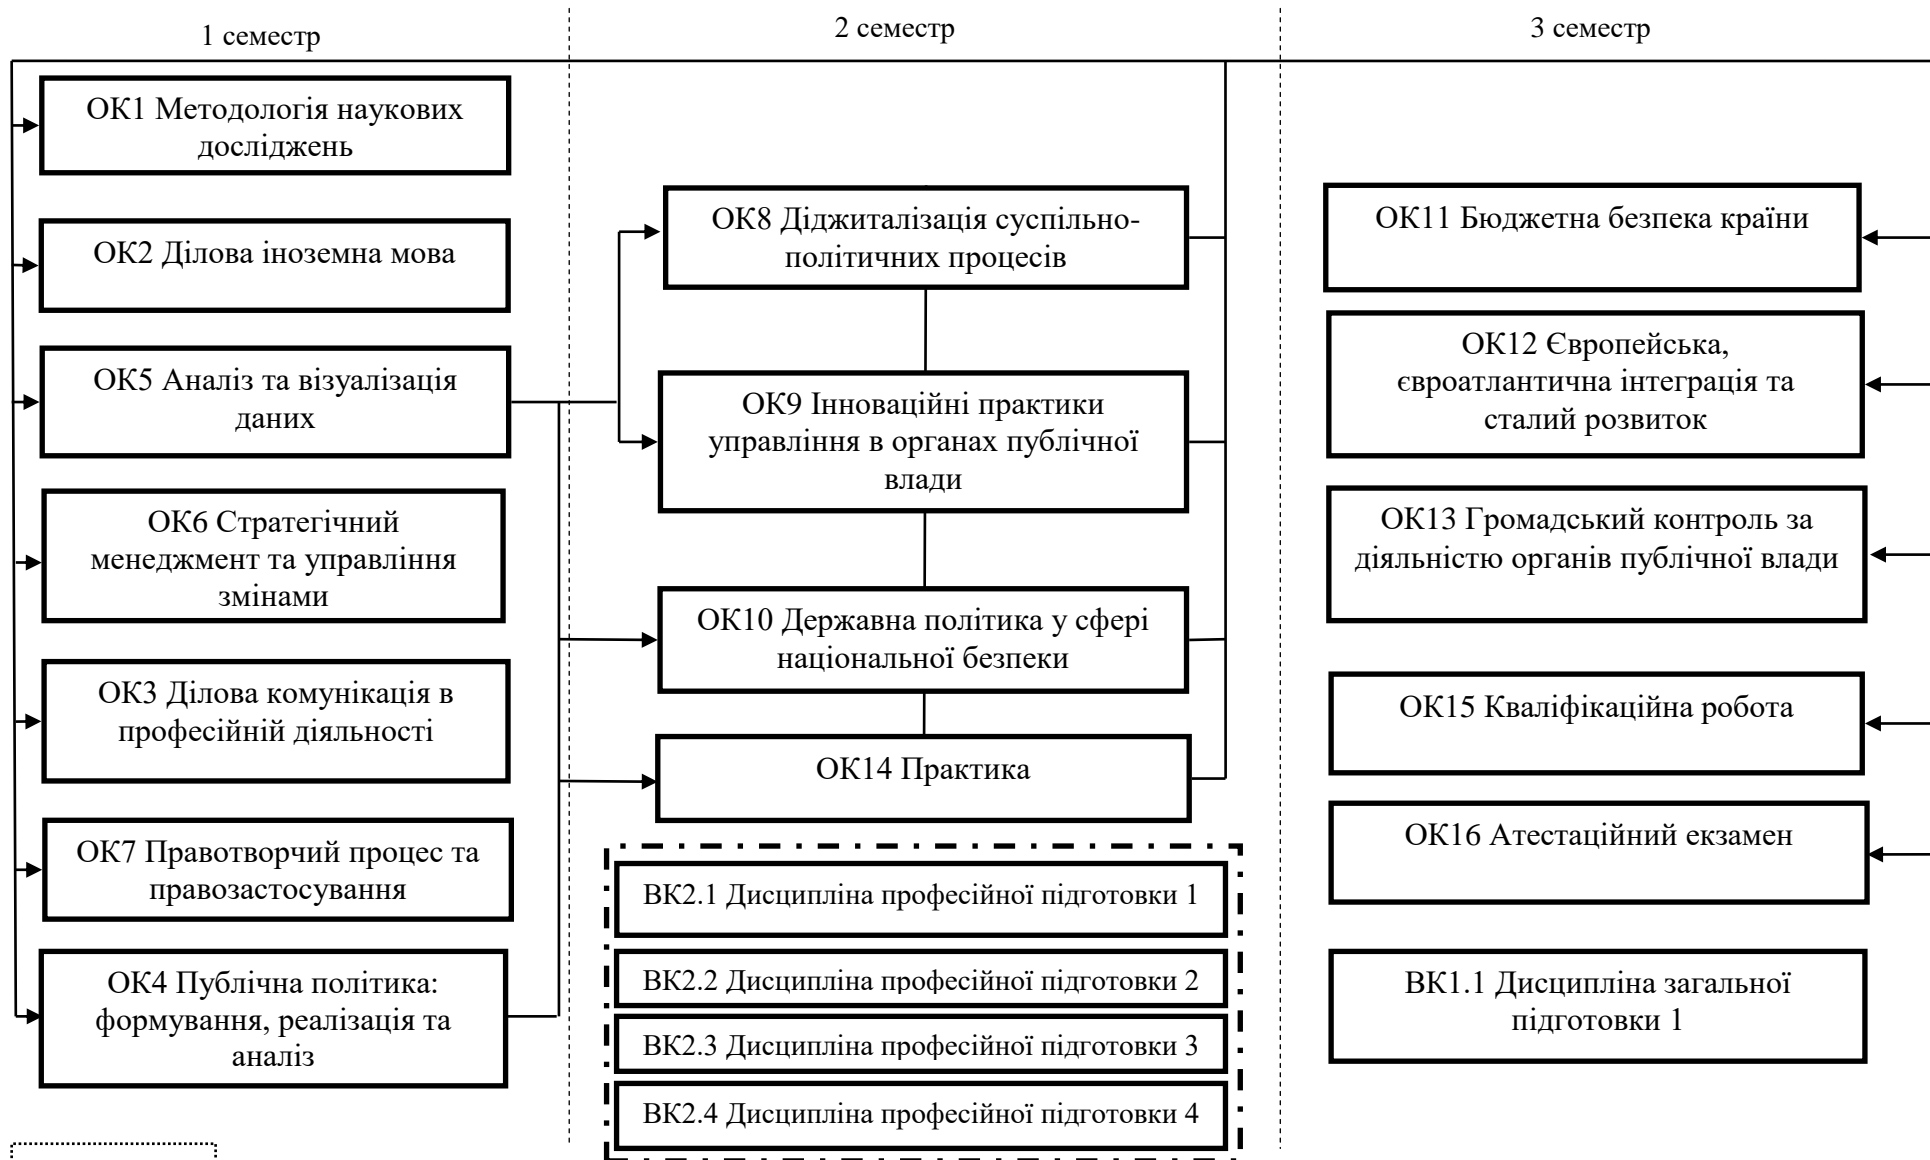 1 семестр
2 семестр
3 семестр
ОК1 Методологія наукових
досліджень
ОК2 Ділова іноземна мова
ОК5 Аналіз та візуалізація
даних
ОК6 Стратегічний
менеджмент та управління
змінами
ОК3 Ділова комунікація в
професійній діяльності
ОК7 Правотворчий процес та
правозастосування
ОК4 Публічна політика:
формування, реалізація та
аналіз
ОК8 Діджиталізація суспільно-
політичних процесів
ОК9 Інноваційні практики
управління в органах публічної
влади
ОК10 Державна політика у сфері
національної безпеки
ОК14 Практика
ВК2.1 Дисципліна професійної підготовки 1
ВК2.2 Дисципліна професійної підготовки 2
ВК2.3 Дисципліна професійної підготовки 3
ВК2.4 Дисципліна професійної підготовки 4
ОК11 Бюджетна безпека країни
ОК12 Європейська,
євроатлантична інтеграція та
сталий розвиток
ОК13 Громадський контроль за
діяльністю органів публічної влади
ОК15 Кваліфікаційна робота
ОК16 Атестаційний екзамен
ВК1.1 Дисципліна загальної
підготовки 1